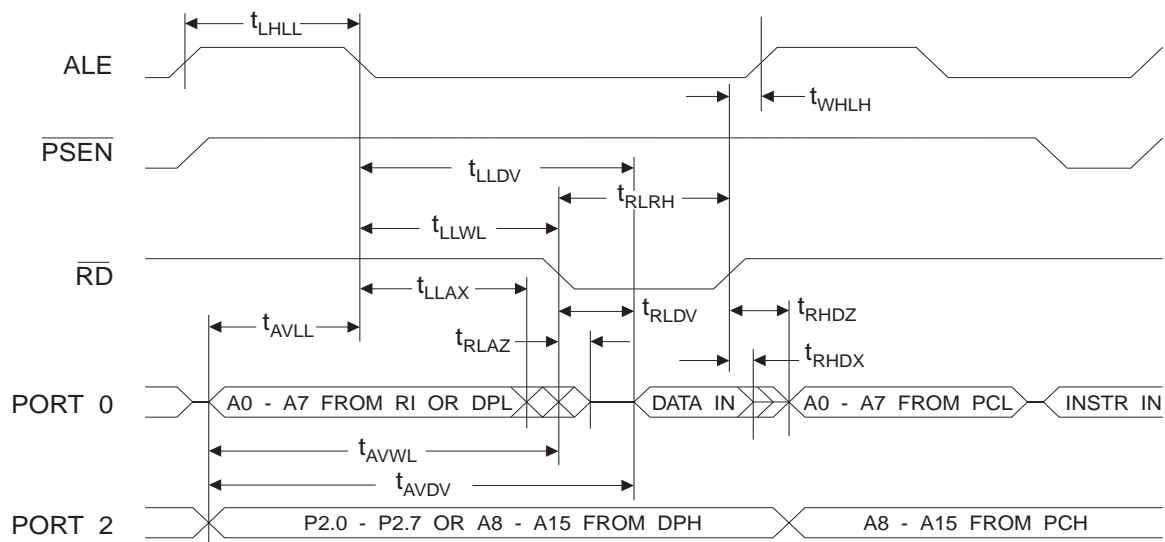 tLHLL
ALE
tWHLH
PSEN
tLLDV
tRLRH
tLLWL
RD
tLLAX
tRLDV
tRHDZ
tAVLL
tRLAZ
tRHDX
PORT 0
A0 - A7 FROM RI OR DPL
DATA IN
A0 - A7 FROM PCL
INSTR IN
tAVWL
tAVDV
PORT 2
P2.0 - P2.7 OR A8 - A15 FROM DPH
A8 - A15 FROM PCH